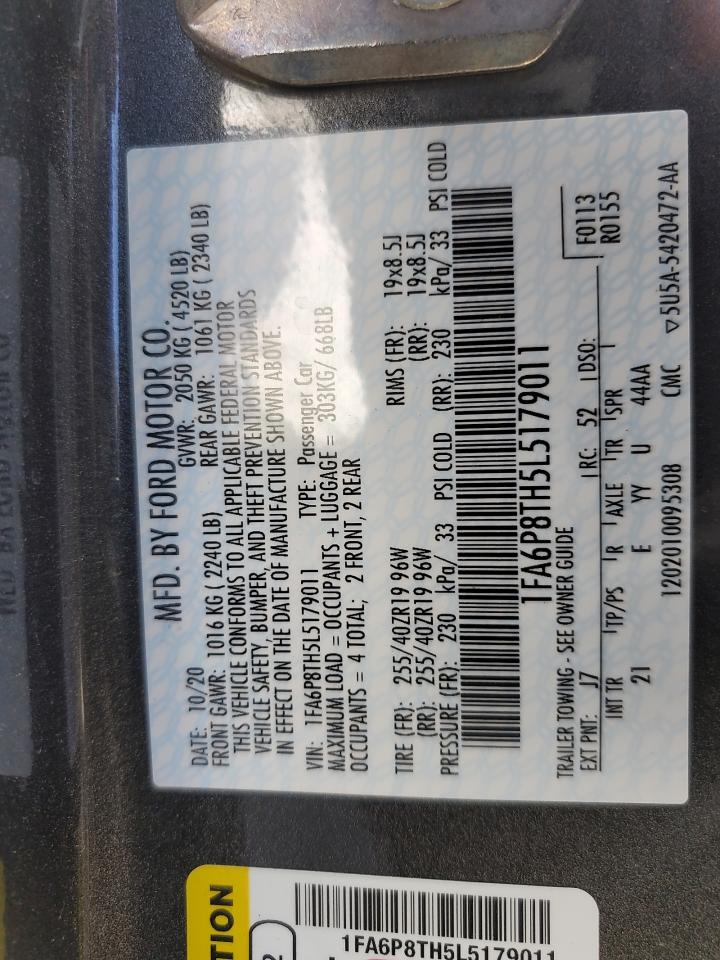 MFD. BY FORD MOTOR CO.
DATE: 10/20 GVWR: 2050 KG ( 4520 LB)
FRONT GAWR: 1016 KG ( 2240 LB) REAR GAWR: 1061 KG ( 2340 LB)
THIS VEHICLE CONFORMS TO ALL APPLICABLE FEDERAL MOTOR
VEHICLE SAFETY, BUMPER, AND THEFT PREVENTION STANDARDS
IN EFFECT ON THE DATE OF MANUFACTURE SHOWN ABOVE.
VIN: 1FA6P8TH5L5179011 TYPE: Passenger Car
MAXIMUM LOAD = OCCUPANTS + LUGGAGE = 303KG/ 668LB
OCCUPANTS = 4 TOTAL; 2 FRONT, 2 REAR
TIRE (FR): 255/40ZR19 96W RIMS (FR): 19x8.5J
(RR): 255/40ZR19 96W (RR): 19x8.5J
PRESSURE (FR): 230 kPa/ 33 PSI COLD (RR): 230 kPa/ 33 PSI COLD
1FA6P8TH5L5179011
TRAILER TOWING - SEE OWNER GUIDE F0113
EXT PNT: J7 RC: 52 DSO: R0155
INT TR TP/PS R AXLE TR SPR
21 E YY U 44AA
1202010095308 CMC ▽5U5A-5420472-AA
TION
2
1FA6P8TH5L5179011